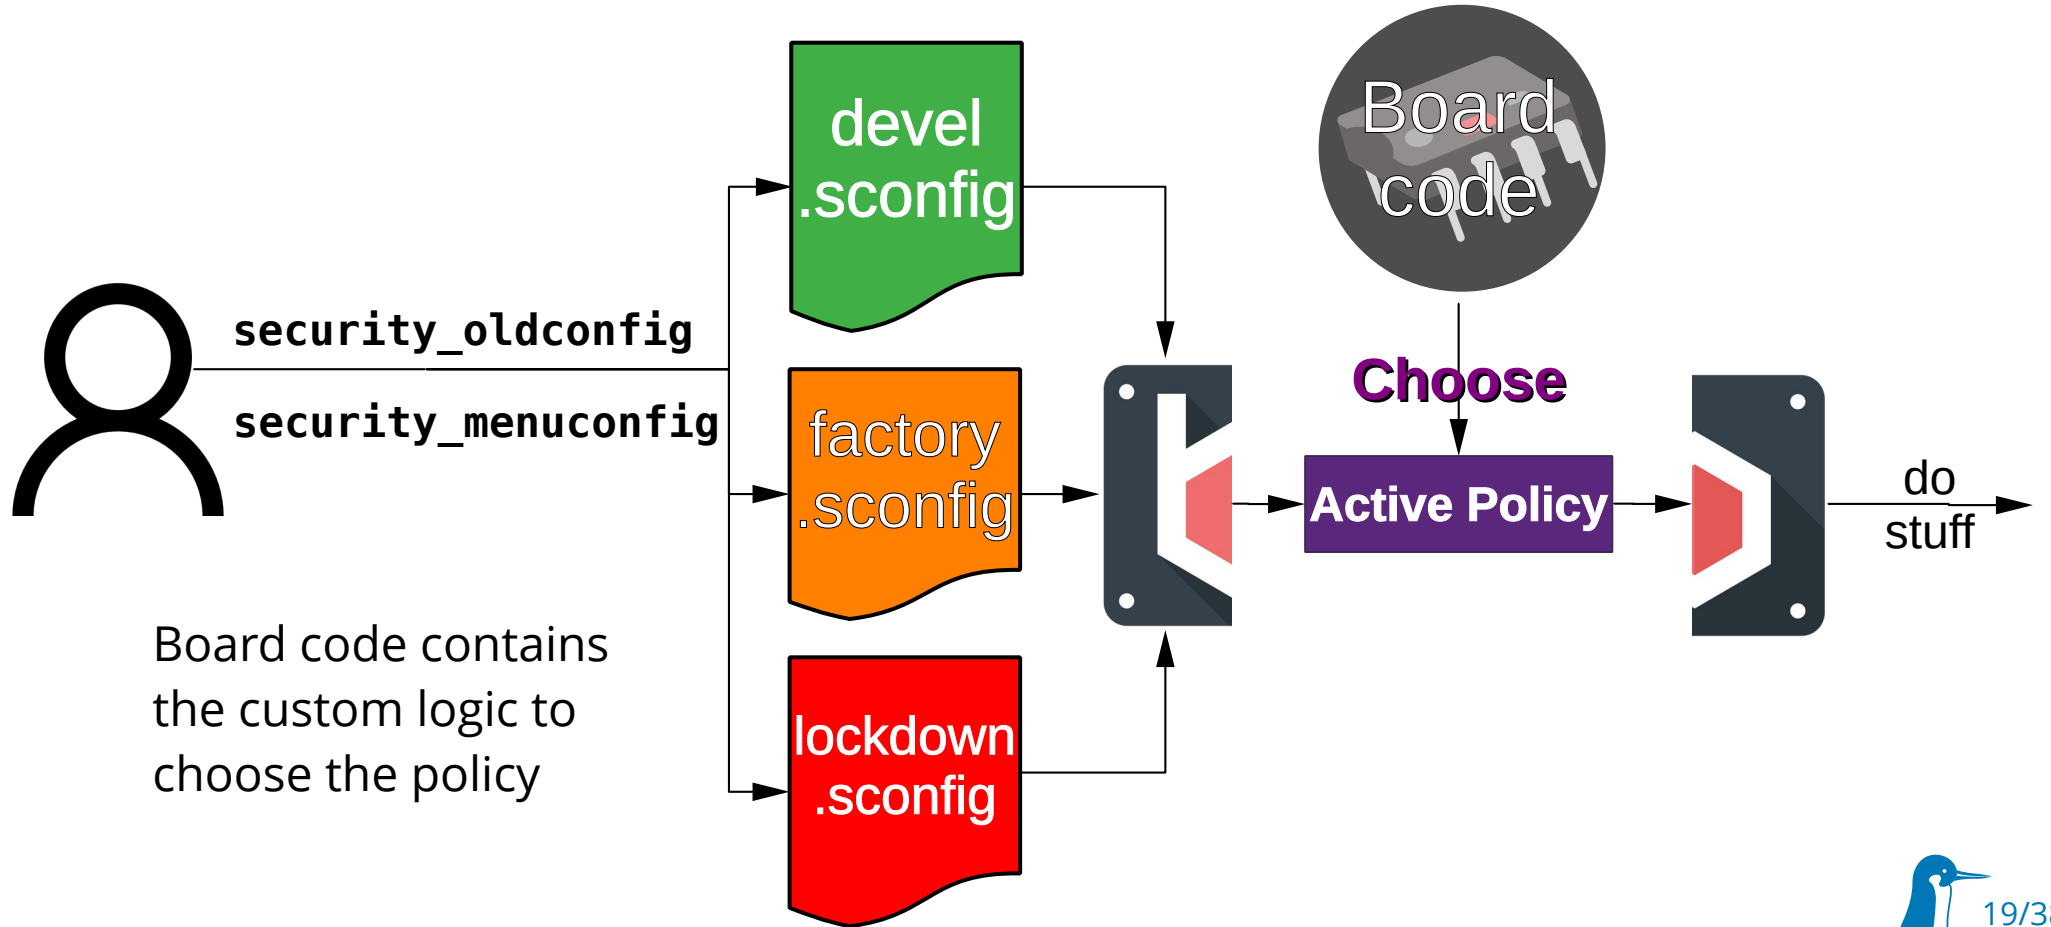 security_oldconfig
security_menuconfig
devel
.sconfig
factory
.sconfig
lockdown
.sconfig
Board
code
Choose
Active Policy
do
stuff
Board code contains
the custom logic to
choose the policy